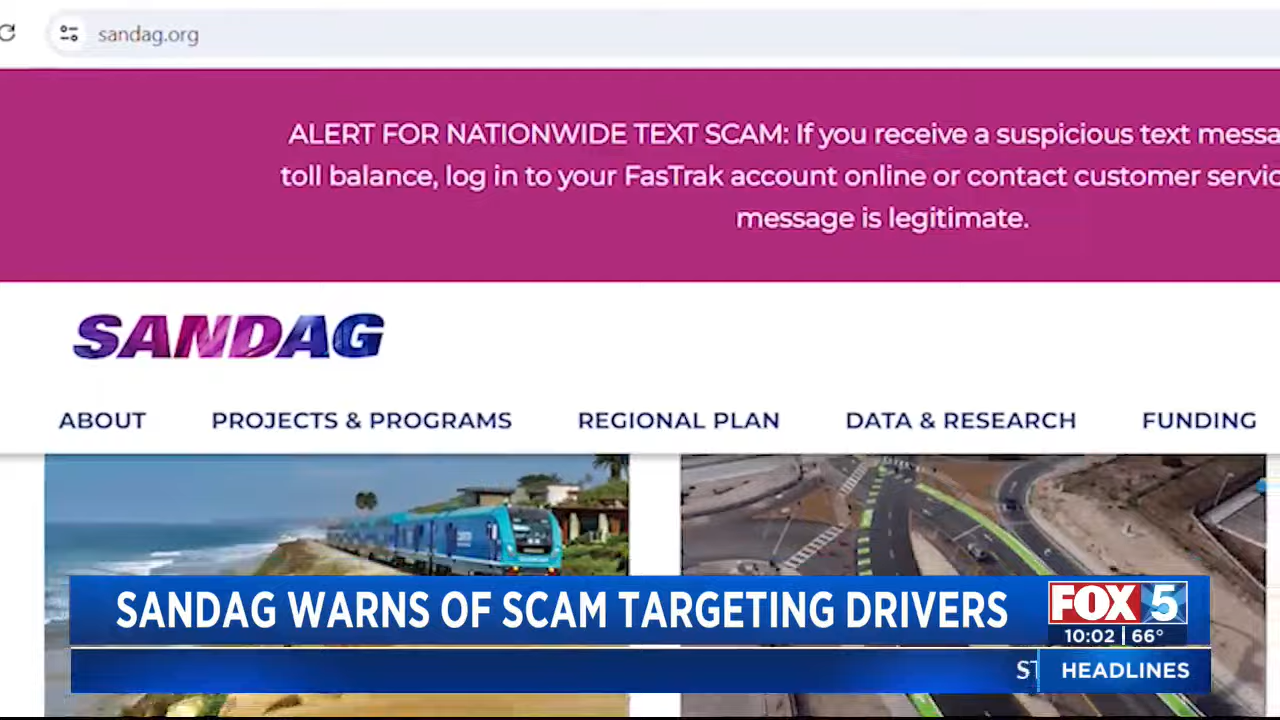 sandag.org
ALERT FOR NATIONWIDE TEXT SCAM: If you receive a suspicious text
toll balance, log in to your FasTrak account online or contact customer
message is legitimate.
SANDAG
ABOUT PROJECTS & PROGRAMS REGIONAL PLAN DATA & RESEARCH FUNDING
SANDAG WARNS OF SCAM TARGETING DRIVERS
FOX 5
10:02 | 66°
HEADLINES